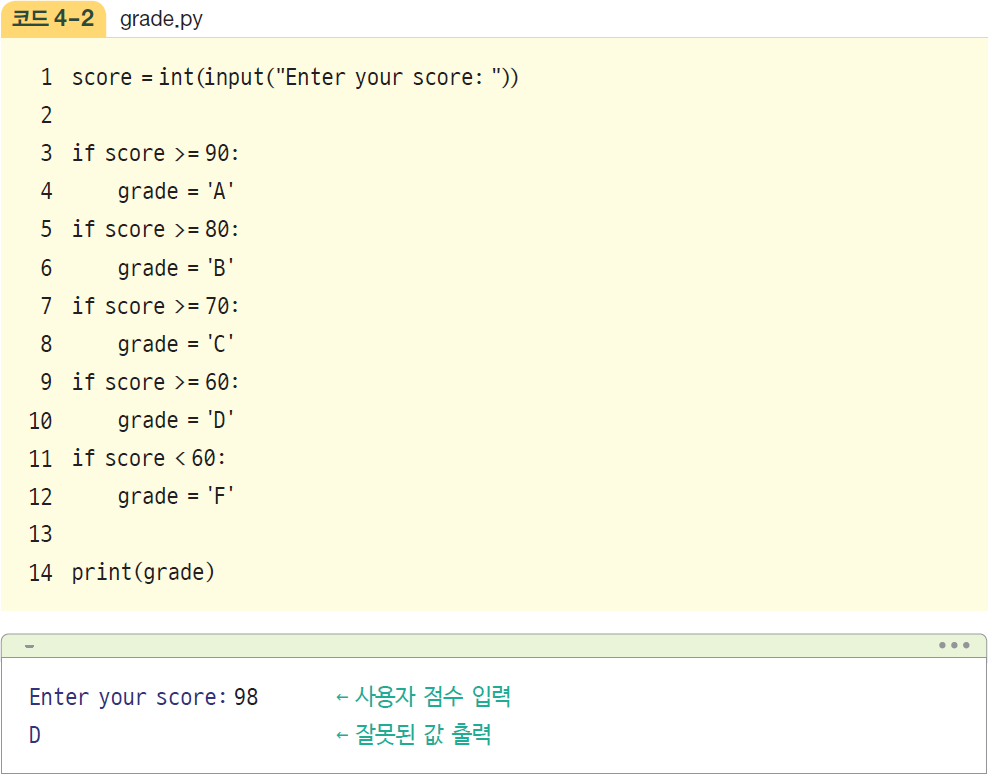 코드 4-2 grade.py
1 score = int(input("Enter your score: "))
2
3 if score >= 90:
4     grade = 'A'
5 if score >= 80:
6     grade = 'B'
7 if score >= 70:
8     grade = 'C'
9 if score >= 60:
10     grade = 'D'
11 if score < 60:
12     grade = 'F'
13
14 print(grade)
Enter your score: 98 ← 사용자 점수 입력
D ← 잘못된 값 출력